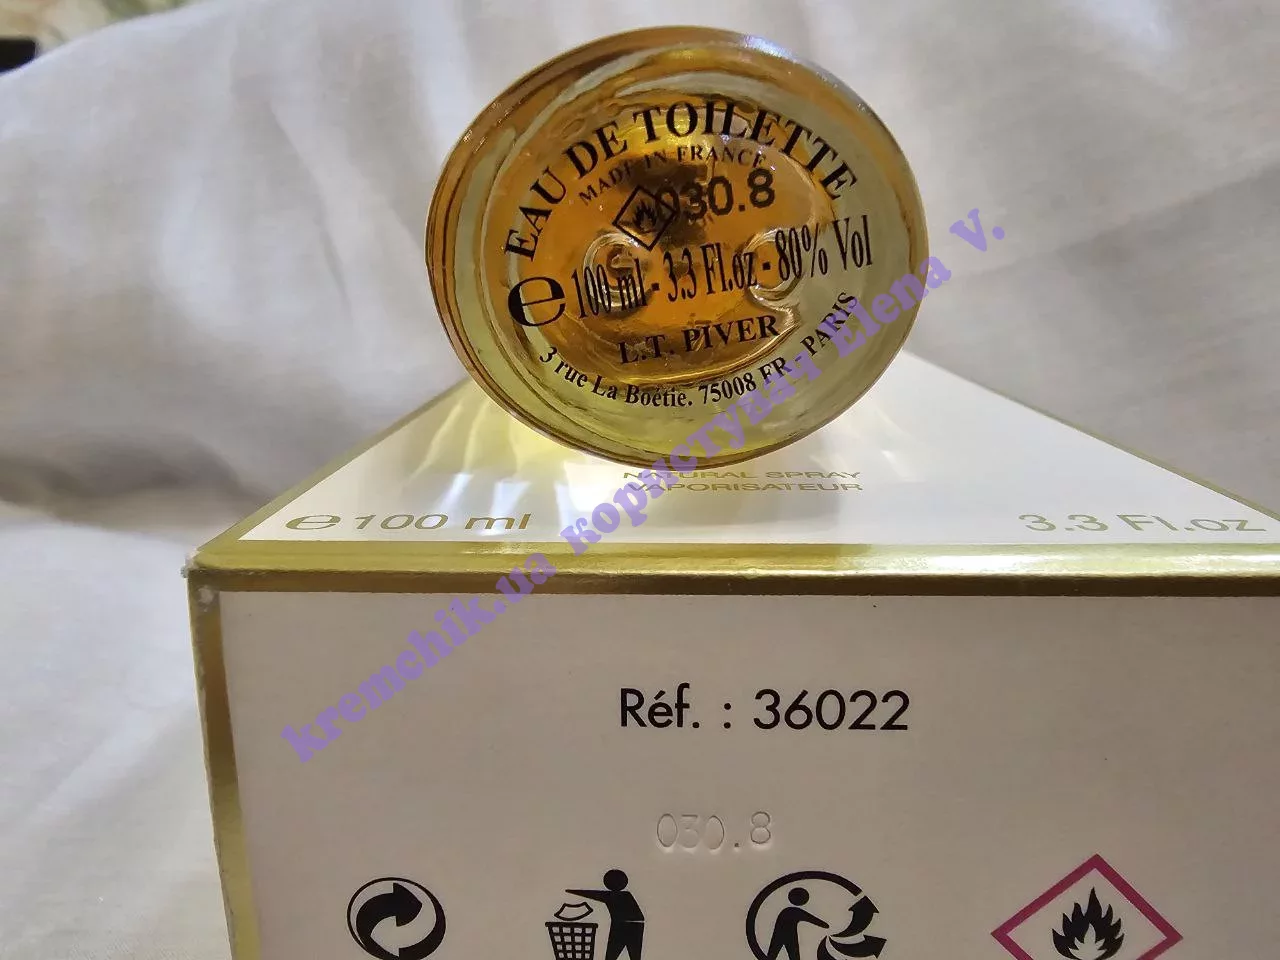 EAU DE TOILETTE
MADE IN FRANCE
030.8
e 100 ml - 3.3 Fl.oz - 80% Vol
L.T. PIVER
3 rue La Boétie. 75008 FR - PARIS
NATURAL SPRAY
VAPORISATEUR
e 100 ml
3.3 Fl.oz
kremchik.ua користувач Elena V.
Réf. : 36022
030.8